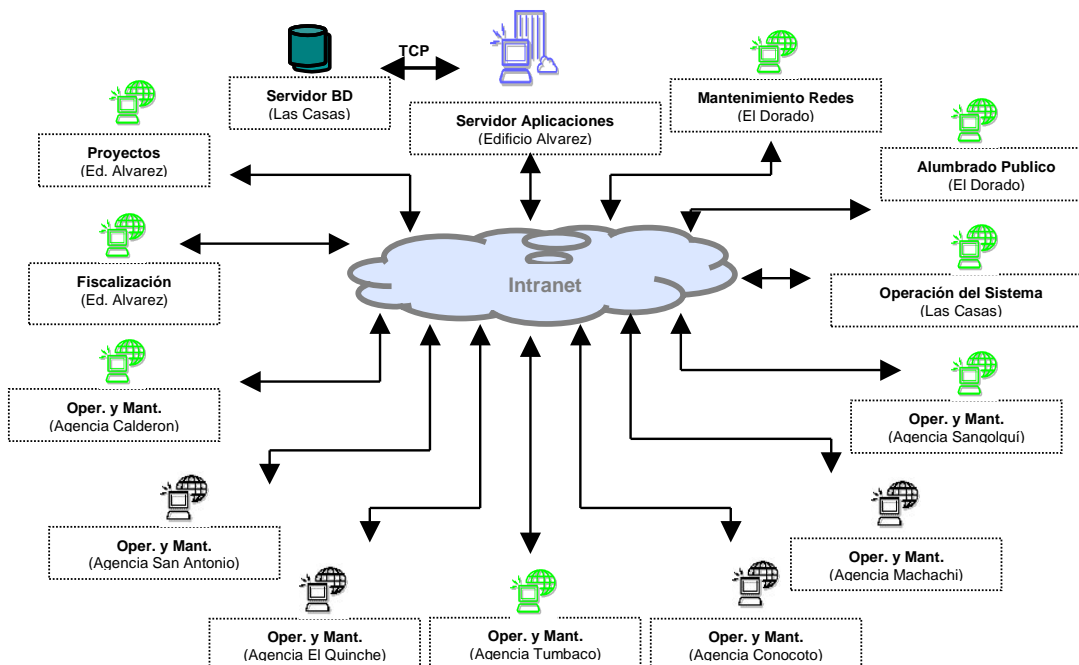 TCP
Servidor BD
(Las Casas)
Servidor Aplicaciones
(Edificio Alvarez)
Mantenimiento Redes
(El Dorado)
Proyectos
(Ed. Alvarez)
Alumbrado Publico
(El Dorado)
Fiscalización
(Ed. Alvarez)
Intranet
Operación del Sistema
(Las Casas)
Oper. y Mant.
(Agencia Calderon)
Oper. y Mant.
(Agencia Sangolquí)
Oper. y Mant.
(Agencia San Antonio)
Oper. y Mant.
(Agencia Machachi)
Oper. y Mant.
(Agencia El Quinche)
Oper. y Mant.
(Agencia Tumbaco)
Oper. y Mant.
(Agencia Conocoto)